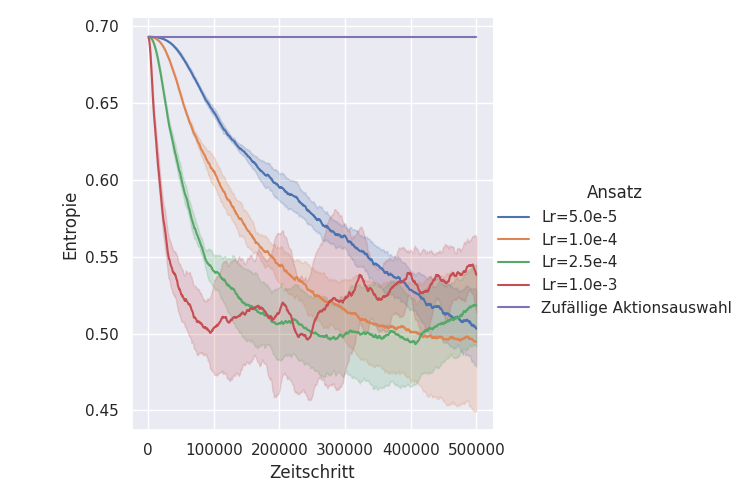 0.70
0.65
0.60
0.55
0.50
0.45
Entropie
0 100000 200000 300000 400000 500000
Zeitschritt
Ansatz
Lr=5.0e-5
Lr=1.0e-4
Lr=2.5e-4
Lr=1.0e-3
Zufällige Aktionsauswahl